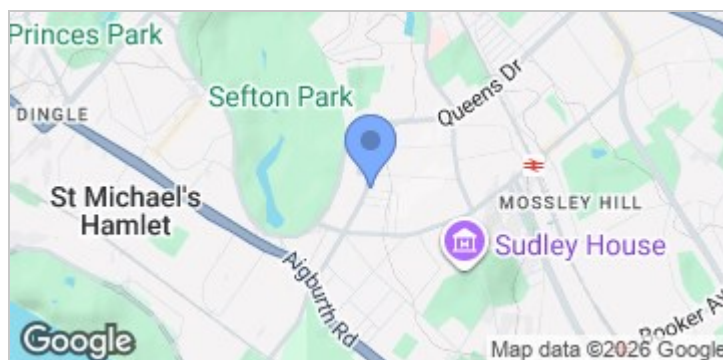 Princes Park
Queens Dr
Sefton Park
DINGLE
St Michael's
Hamlet
MOSSLEY HILL
Sudley House
Aigburth Rd
Booker Av
Google
Map data ©2026 Google